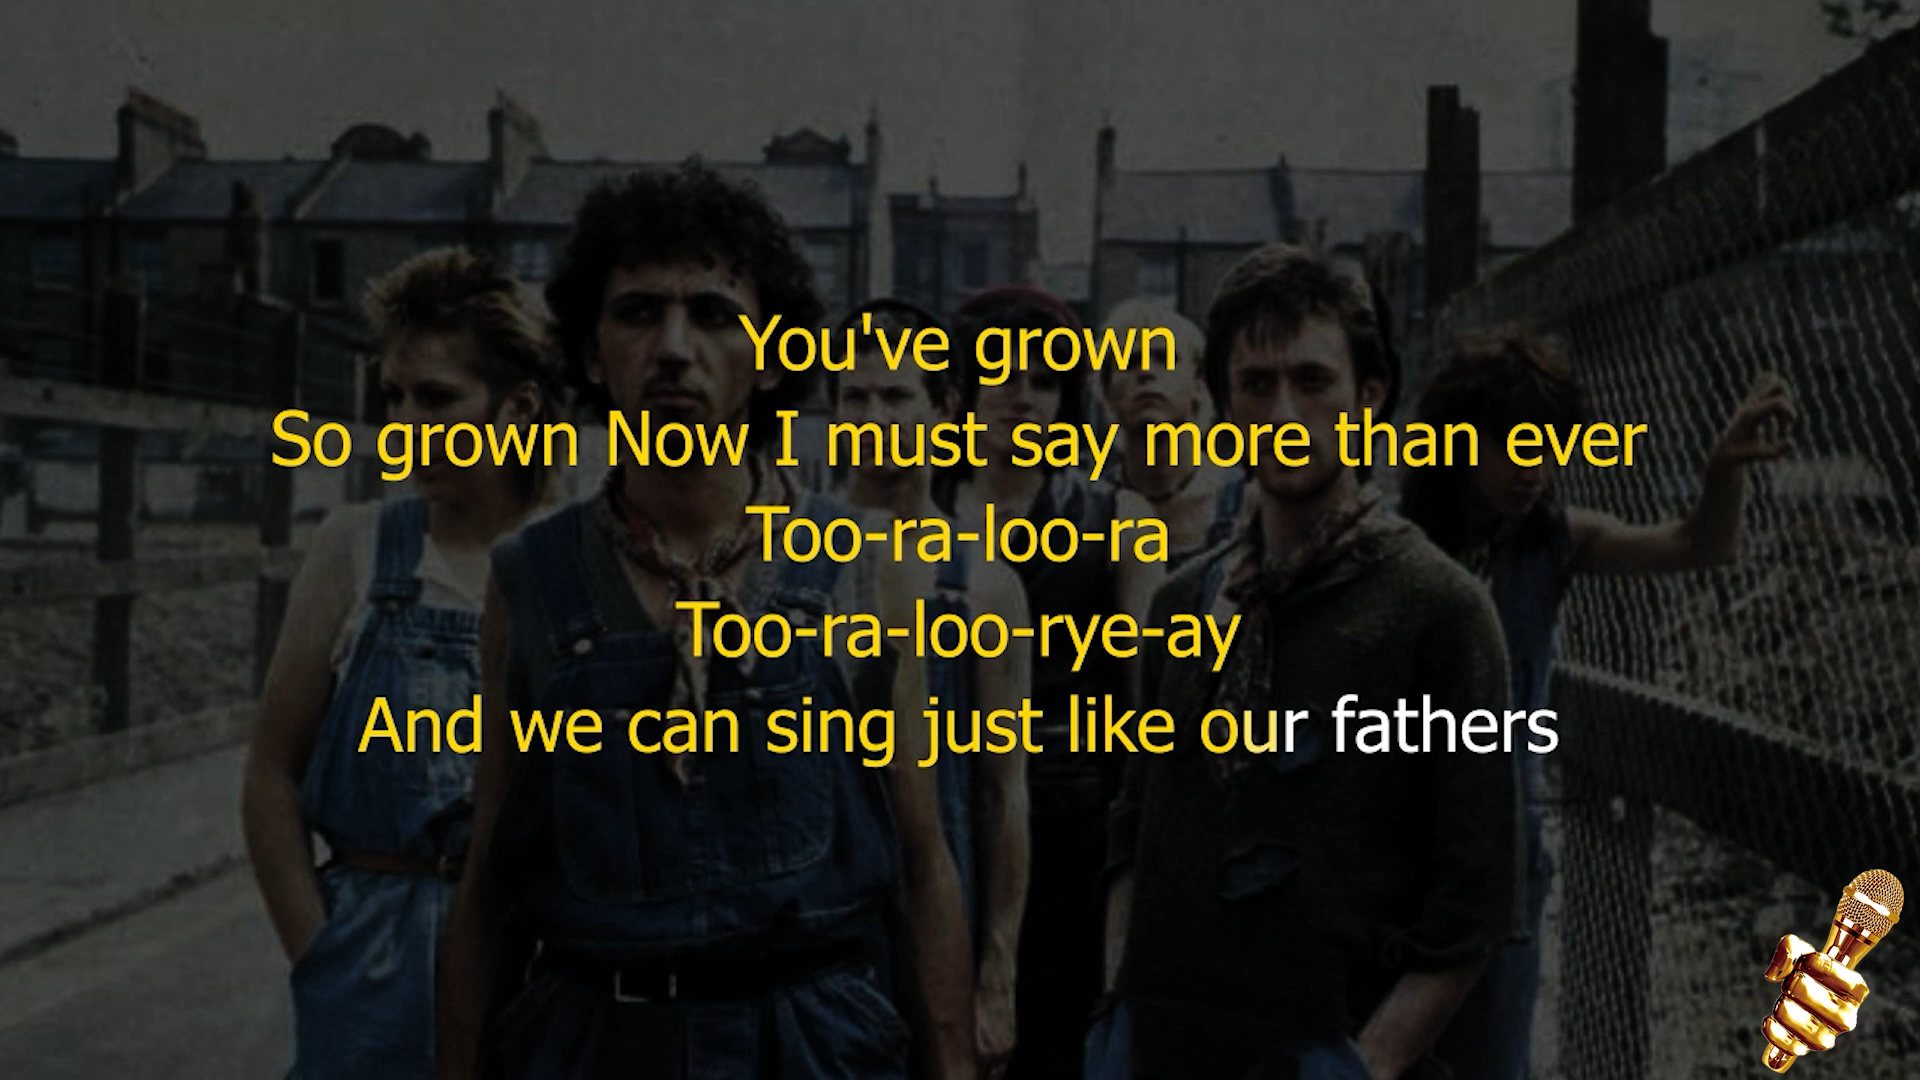 You've grown
So grown Now I must say more than ever
Too-ra-loo-ra
Too-ra-loo-rye-ay
And we can sing just like our fathers